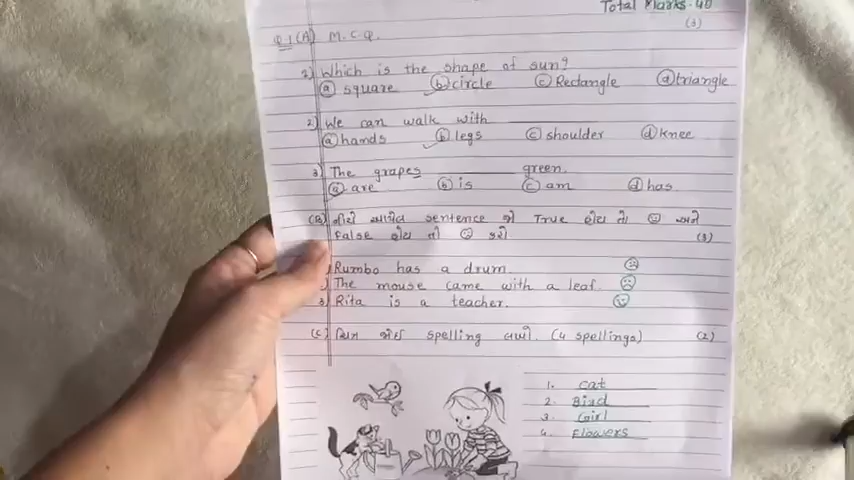 Total Marks-40
(3)
Q.1(A) M.C.Q.
1) Which is the shape of sun?
(a) square (b) circle (c) Rectangle (d) triangle
2) We can walk with ______
(a) hands (b) legs (c) shoulder (d) knee
3) The grapes ______ green.
(a) are (b) is (c) am (d) has
(B) નીચે આપેલ sentence જો True હોય તો ☺ અને
False હોય તો ☹ કરો (3)
) Rumbo has a drum. ☹
) The mouse came with a leaf. ☹
3) Rita is a teacher. ☺
(C) ચિત્ર જોઈ spelling લખો. (4 spellings) (2)
1. cat
2. Bird
3. Girl
4. Flowers